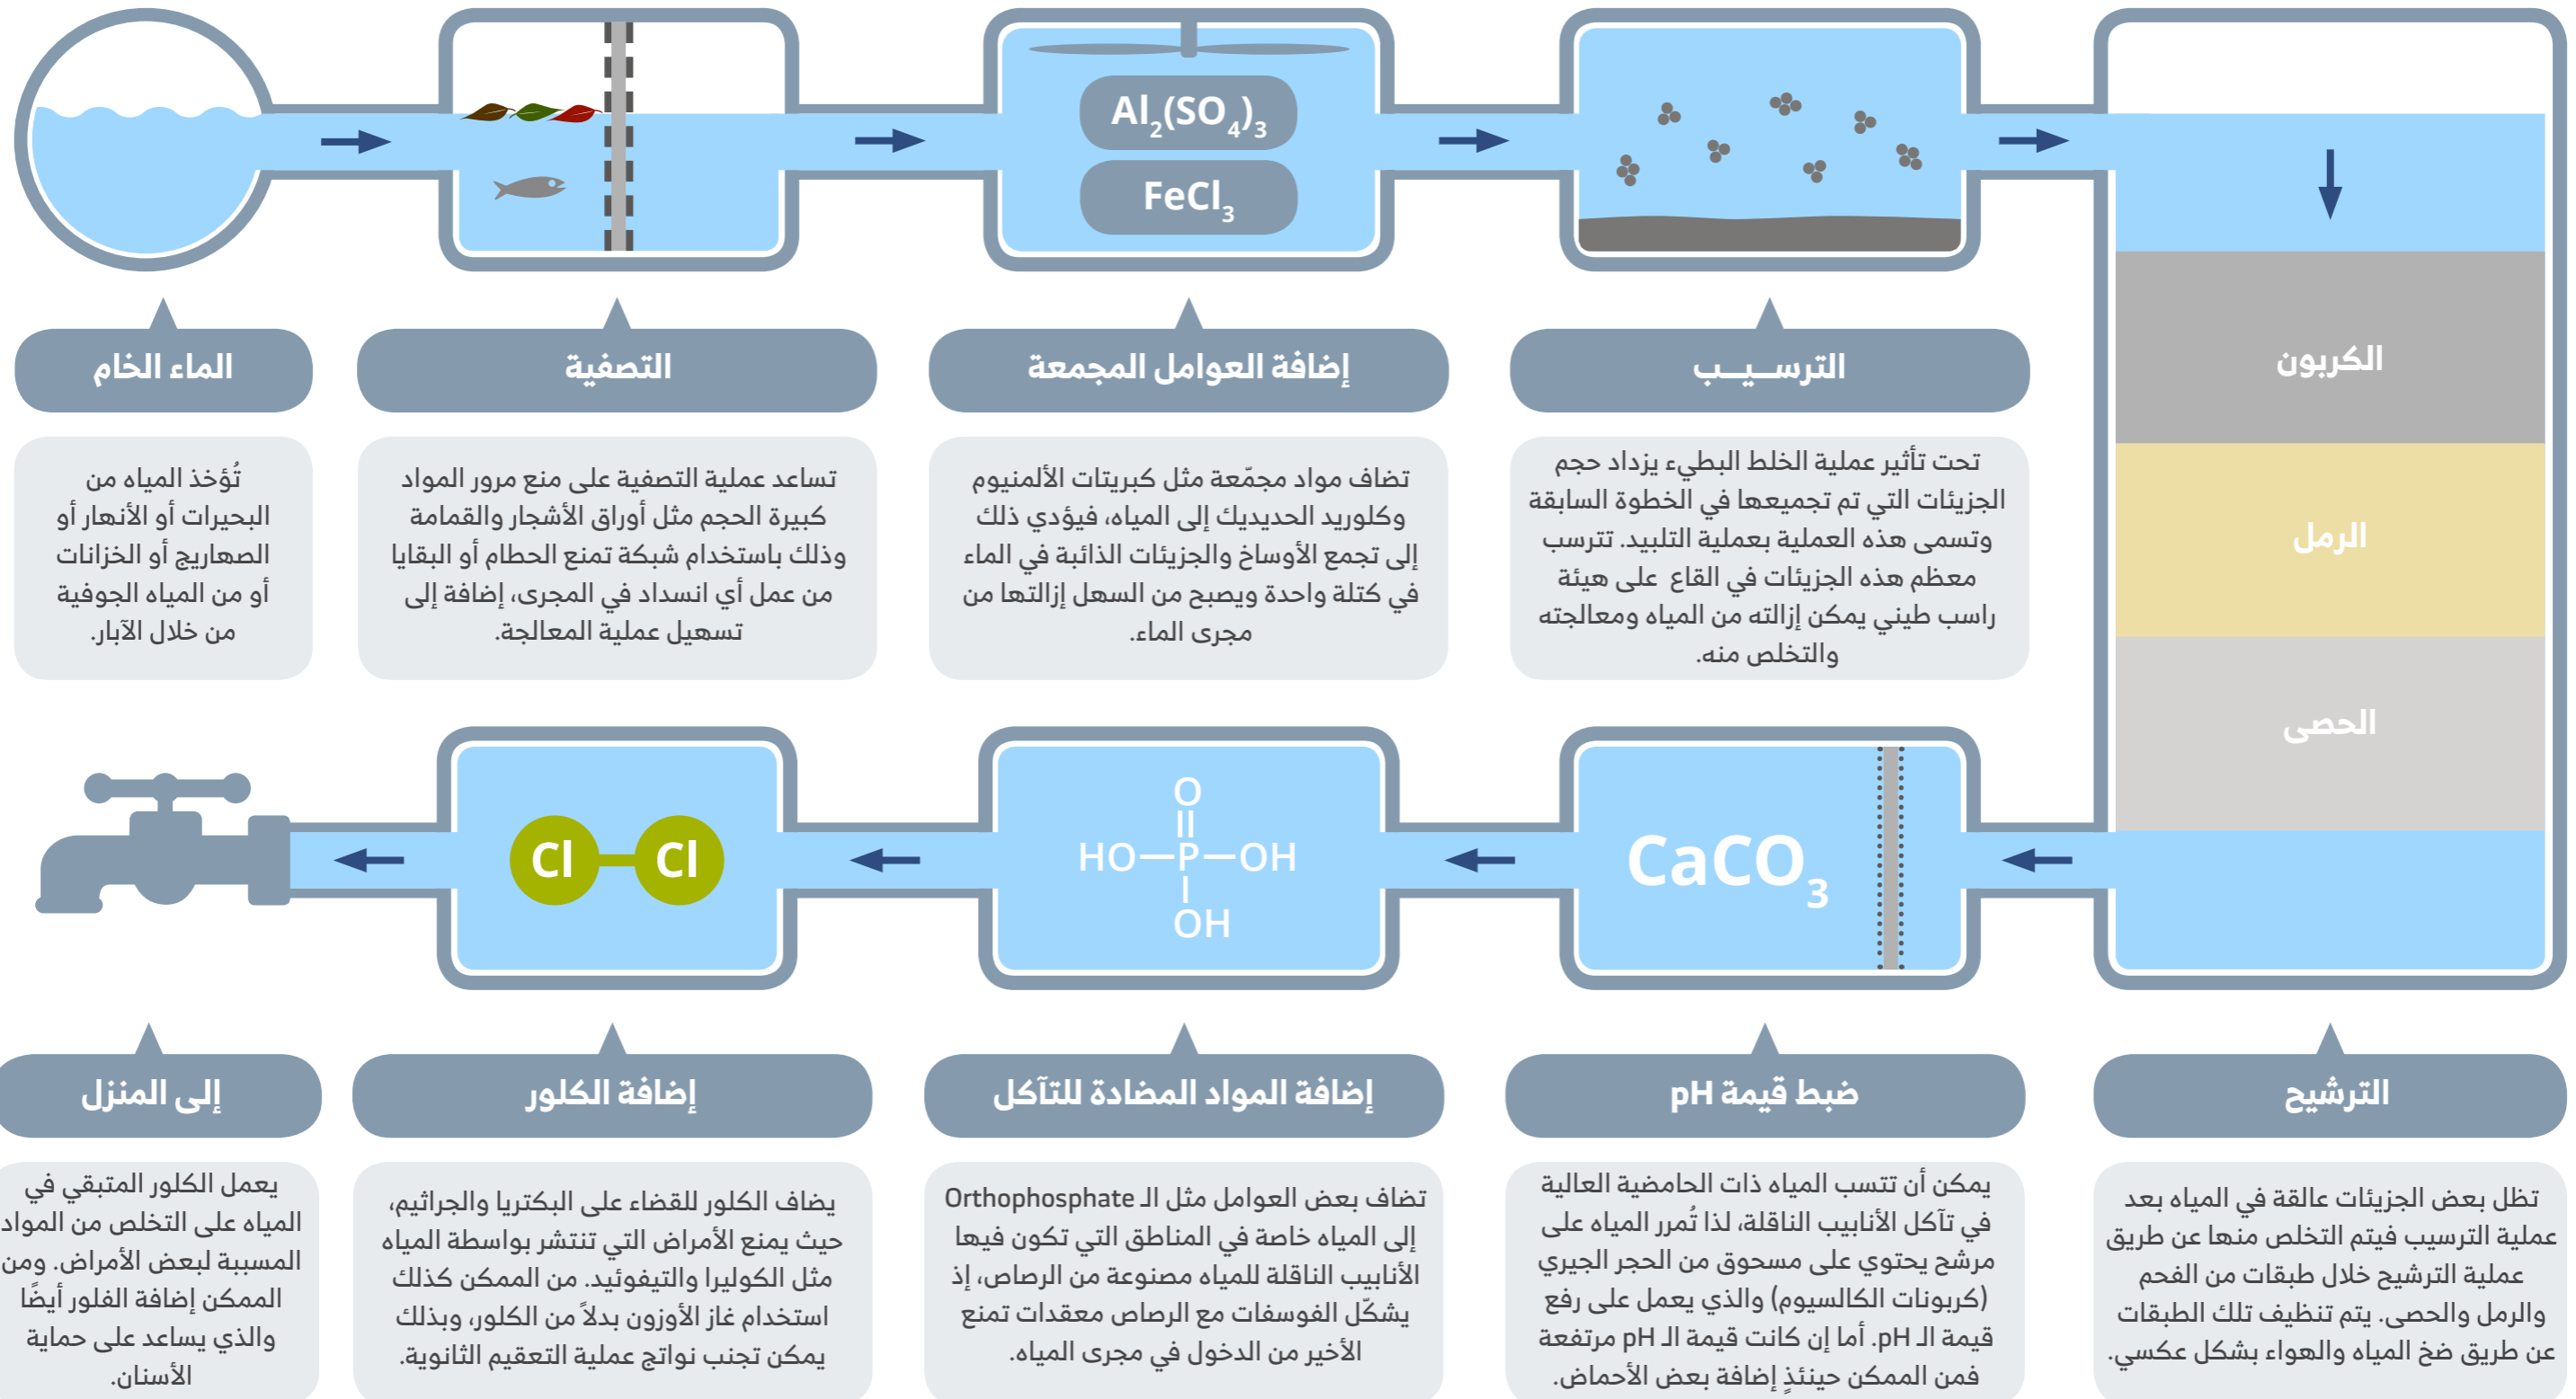 Al₂(SO₄)₃
FeCl₃
الماء الخام
تُؤخذ المياه من
البحيرات أو الأنهار أو
الصهاريج أو الخزانات
أو من المياه الجوفية
من خلال الآبار.
التصفية
تساعد عملية التصفية على منع مرور المواد
كبيرة الحجم مثل أوراق الأشجار والقمامة
وذلك باستخدام شبكة تمنع الحطام أو البقايا
من عمل أي انسداد في المجرى، إضافة إلى
تسهيل عملية المعالجة.
إضافة العوامل المجمعة
تضاف مواد مجمّعة مثل كبريتات الألمنيوم
وكلوريد الحديديك إلى المياه، فيؤدي ذلك
إلى تجمع الأوساخ والجزيئات الذائبة في الماء
في كتلة واحدة ويصبح من السهل إزالتها من
مجرى الماء.
الترســيــب
تحت تأثير عملية الخلط البطيء يزداد حجم
الجزيئات التي تم تجميعها في الخطوة السابقة
وتسمى هذه العملية بعملية التلبيد. تترسب
معظم هذه الجزيئات في القاع على هيئة
راسب طيني يمكن إزالته من المياه ومعالجته
والتخلص منه.
الكربون
الرمل
الحصى
الترشيح
تظل بعض الجزيئات عالقة في المياه بعد
عملية الترسيب فيتم التخلص منها عن طريق
عملية الترشيح خلال طبقات من الفحم
والرمل والحصى. يتم تنظيف تلك الطبقات
عن طريق ضخ المياه والهواء بشكل عكسي.
CaCO₃
ضبط قيمة pH
يمكن أن تتسب المياه ذات الحامضية العالية
في تآكل الأنابيب الناقلة، لذا تُمرر المياه على
مرشح يحتوي على مسحوق من الحجر الجيري
(كربونات الكالسيوم) والذي يعمل على رفع
قيمة الـ pH. أما إن كانت قيمة الـ pH مرتفعة
فمن الممكن حينئذٍ إضافة بعض الأحماض.
O
HO—P—OH
OH
إضافة المواد المضادة للتآكل
تضاف بعض العوامل مثل الـ Orthophosphate
إلى المياه خاصة في المناطق التي تكون فيها
الأنابيب الناقلة للمياه مصنوعة من الرصاص، إذ
يشكّل الفوسفات مع الرصاص معقدات تمنع
الأخير من الدخول في مجرى المياه.
Cl—Cl
إضافة الكلور
يضاف الكلور للقضاء على البكتريا والجراثيم،
حيث يمنع الأمراض التي تنتشر بواسطة المياه
مثل الكوليرا والتيفوئيد. من الممكن كذلك
استخدام غاز الأوزون بدلاً من الكلور، وبذلك
يمكن تجنب نواتج عملية التعقيم الثانوية.
إلى المنزل
يعمل الكلور المتبقي في
المياه على التخلص من المواد
المسببة لبعض الأمراض. ومن
الممكن إضافة الفلور أيضًا
والذي يساعد على حماية
الأسنان.